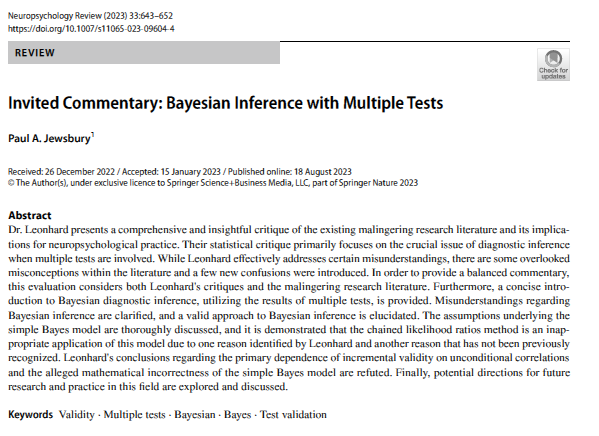 Neuropsychology Review (2023) 33:643–652
https://doi.org/10.1007/s11065-023-09604-4
REVIEW
Check for
updates
Invited Commentary: Bayesian Inference with Multiple Tests
Paul A. Jewsbury1
Received: 26 December 2022 / Accepted: 15 January 2023 / Published online: 18 August 2023
© The Author(s), under exclusive licence to Springer Science+Business Media, LLC, part of Springer Nature 2023
Abstract
Dr. Leonhard presents a comprehensive and insightful critique of the existing malingering research literature and its implica-
tions for neuropsychological practice. Their statistical critique primarily focuses on the crucial issue of diagnostic inference
when multiple tests are involved. While Leonhard effectively addresses certain misunderstandings, there are some overlooked
misconceptions within the literature and a few new confusions were introduced. In order to provide a balanced commentary,
this evaluation considers both Leonhard's critiques and the malingering research literature. Furthermore, a concise intro-
duction to Bayesian diagnostic inference, utilizing the results of multiple tests, is provided. Misunderstandings regarding
Bayesian inference are clarified, and a valid approach to Bayesian inference is elucidated. The assumptions underlying the
simple Bayes model are thoroughly discussed, and it is demonstrated that the chained likelihood ratios method is an inap-
propriate application of this model due to one reason identified by Leonhard and another reason that has not been previously
recognized. Leonhard's conclusions regarding the primary dependence of incremental validity on unconditional correlations
and the alleged mathematical incorrectness of the simple Bayes model are refuted. Finally, potential directions for future
research and practice in this field are explored and discussed.
Keywords Validity · Multiple tests · Bayesian · Bayes · Test validation